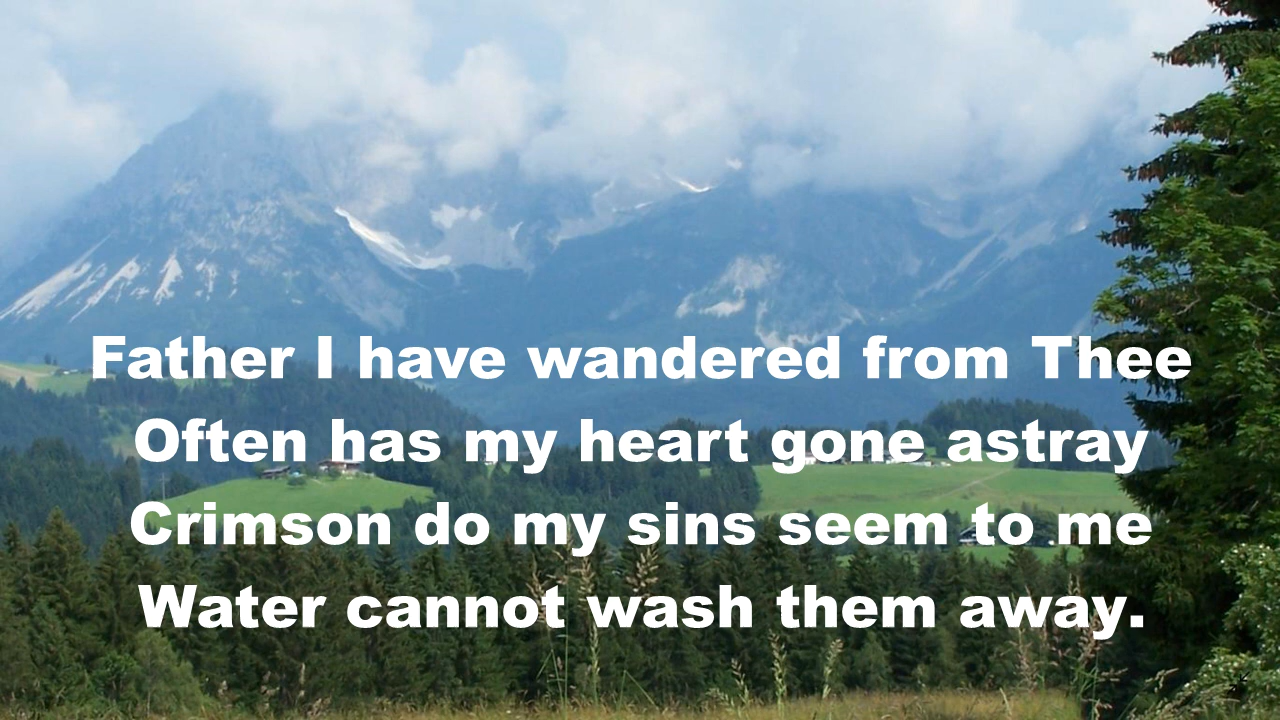 Father I have wandered from Thee
Often has my heart gone astray
Crimson do my sins seem to me
Water cannot wash them away.